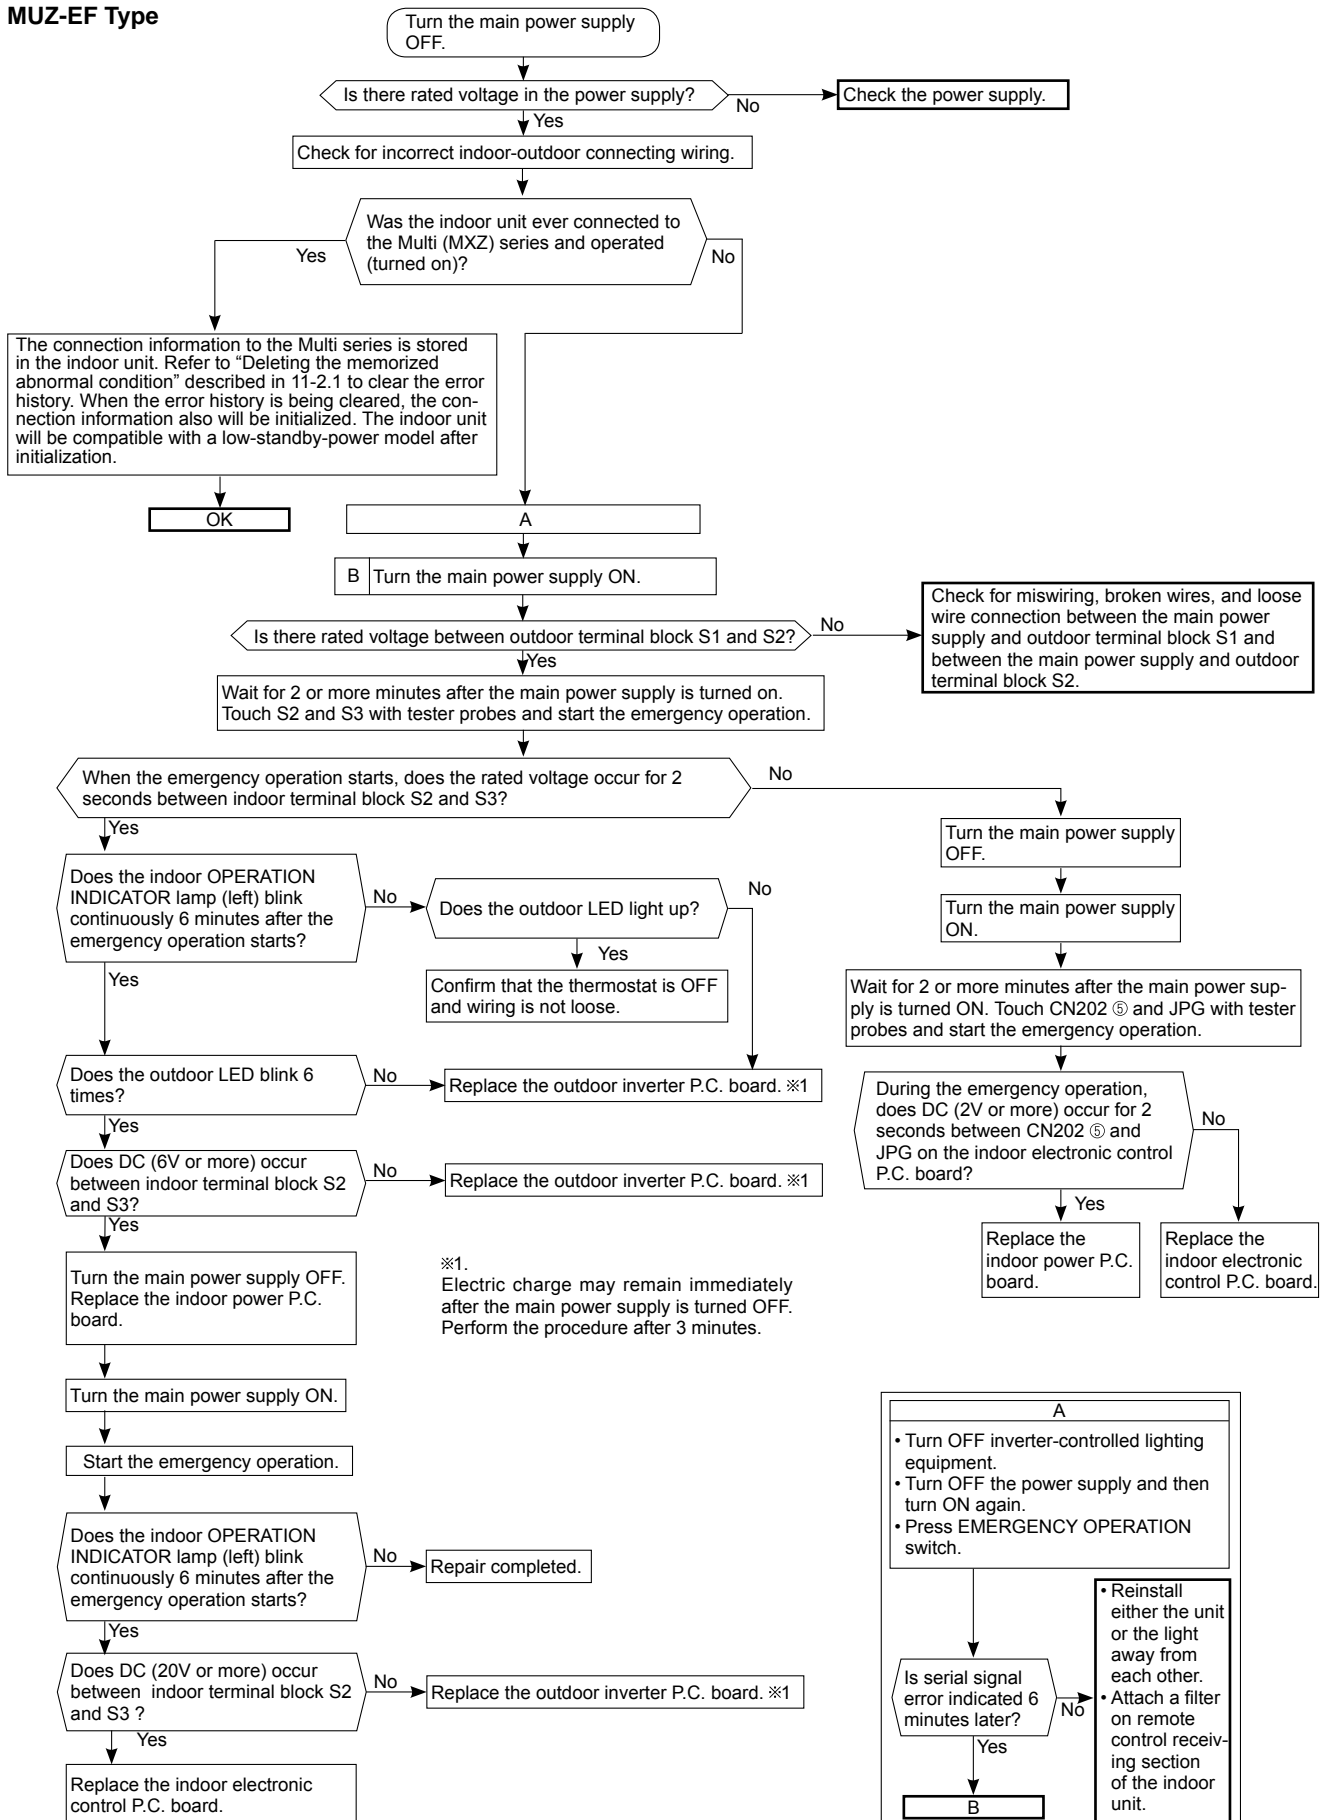 MUZ-EF Type
Turn the main power supply
OFF.
Is there rated voltage in the power supply?
No
Check the power supply.
Yes
Check for incorrect indoor-outdoor connecting wiring.
Was the indoor unit ever connected to
the Multi (MXZ) series and operated
(turned on)?
Yes
No
The connection information to the Multi series is stored
in the indoor unit. Refer to “Deleting the memorized
abnormal condition” described in 11-2.1 to clear the error
history. When the error history is being cleared, the con-
nection information also will be initialized. The indoor unit
will be compatible with a low-standby-power model after
initialization.
OK
A
B Turn the main power supply ON.
Is there rated voltage between outdoor terminal block S1 and S2?
No
Check for miswiring, broken wires, and loose
wire connection between the main power
supply and outdoor terminal block S1 and
between the main power supply and outdoor
terminal block S2.
Yes
Wait for 2 or more minutes after the main power supply is turned on.
Touch S2 and S3 with tester probes and start the emergency operation.
When the emergency operation starts, does the rated voltage occur for 2
seconds between indoor terminal block S2 and S3?
No
Yes
Turn the main power supply
OFF.
Turn the main power supply
ON.
Wait for 2 or more minutes after the main power sup-
ply is turned ON. Touch CN202 ⑤ and JPG with tester
probes and start the emergency operation.
During the emergency operation,
does DC (2V or more) occur for 2
seconds between CN202 ⑤ and
JPG on the indoor electronic control
P.C. board?
No
Yes
Replace the
indoor power P.C.
board.
Replace the
indoor electronic
control P.C. board.
Does the indoor OPERATION
INDICATOR lamp (left) blink
continuously 6 minutes after the
emergency operation starts?
No
Does the outdoor LED light up?
No
Yes
Confirm that the thermostat is OFF
and wiring is not loose.
Yes
Does the outdoor LED blink 6
times?
No
Replace the outdoor inverter P.C. board. ※1
Yes
Does DC (6V or more) occur
between indoor terminal block S2
and S3?
No
Replace the outdoor inverter P.C. board. ※1
Yes
Turn the main power supply OFF.
Replace the indoor power P.C.
board.
※1.
Electric charge may remain immediately
after the main power supply is turned OFF.
Perform the procedure after 3 minutes.
Turn the main power supply ON.
Start the emergency operation.
Does the indoor OPERATION
INDICATOR lamp (left) blink
continuously 6 minutes after the
emergency operation starts?
No
Repair completed.
Yes
Does DC (20V or more) occur
between indoor terminal block S2
and S3 ?
No
Replace the outdoor inverter P.C. board. ※1
Yes
Replace the indoor electronic
control P.C. board.
A
• Turn OFF inverter-controlled lighting
equipment.
• Turn OFF the power supply and then
turn ON again.
• Press EMERGENCY OPERATION
switch.
Is serial signal
error indicated 6
minutes later?
No
Yes
B
• Reinstall
either the unit
or the light
away from
each other.
• Attach a filter
on remote
control receiv-
ing section
of the indoor
unit.